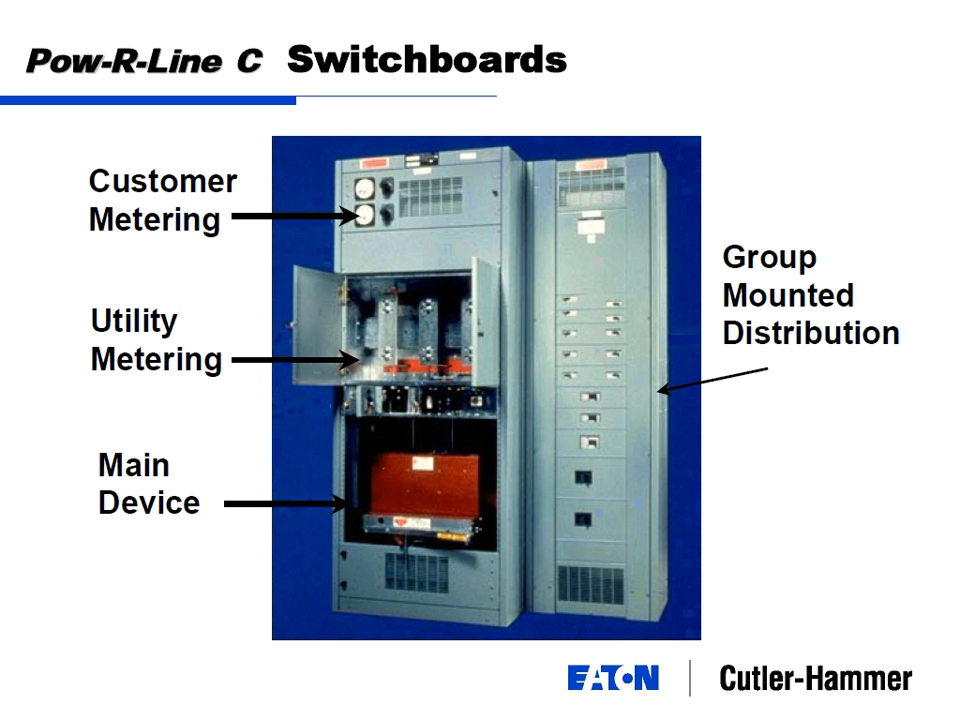 Pow-R-Line C Switchboards
Customer
Metering
Utility
Metering
Main
Device
Group
Mounted
Distribution
EATON
Cutler-Hammer